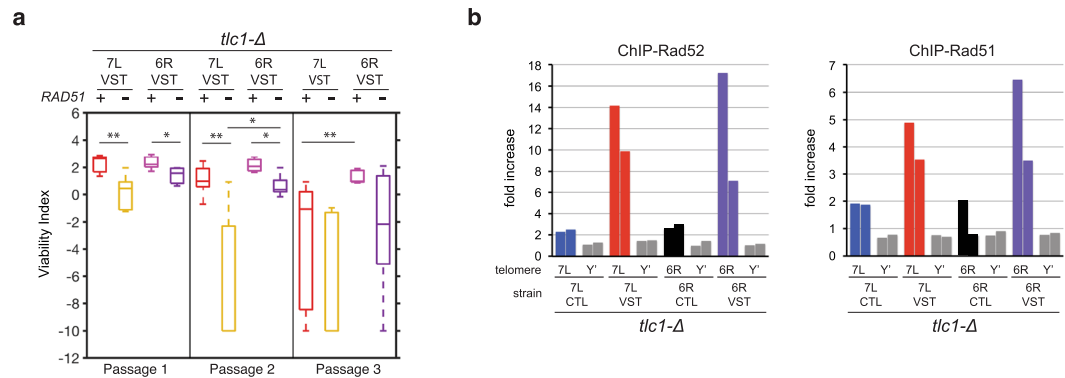 a
tlc1-Δ
7L 6R 7L 6R 7L 6R
VST VST VST VST VST VST
RAD51 + - + - + - + - + - + -
6
4
2
0
-2
-4
-6
-8
-10
-12
Viability Index
** * ** * * **
Passage 1 Passage 2 Passage 3
b
ChIP-Rad52
18
16
14
12
10
8
6
4
2
0
fold increase
telomere 7L Y' 7L Y' 6R Y' 6R Y'
strain 7L 7L 6R 6R
CTL VST CTL VST
tlc1-Δ
ChIP-Rad51
7
6
5
4
3
2
1
0
fold increase
7L Y' 7L Y' 6R Y' 6R Y'
7L 7L 6R 6R
CTL VST CTL VST
tlc1-Δ